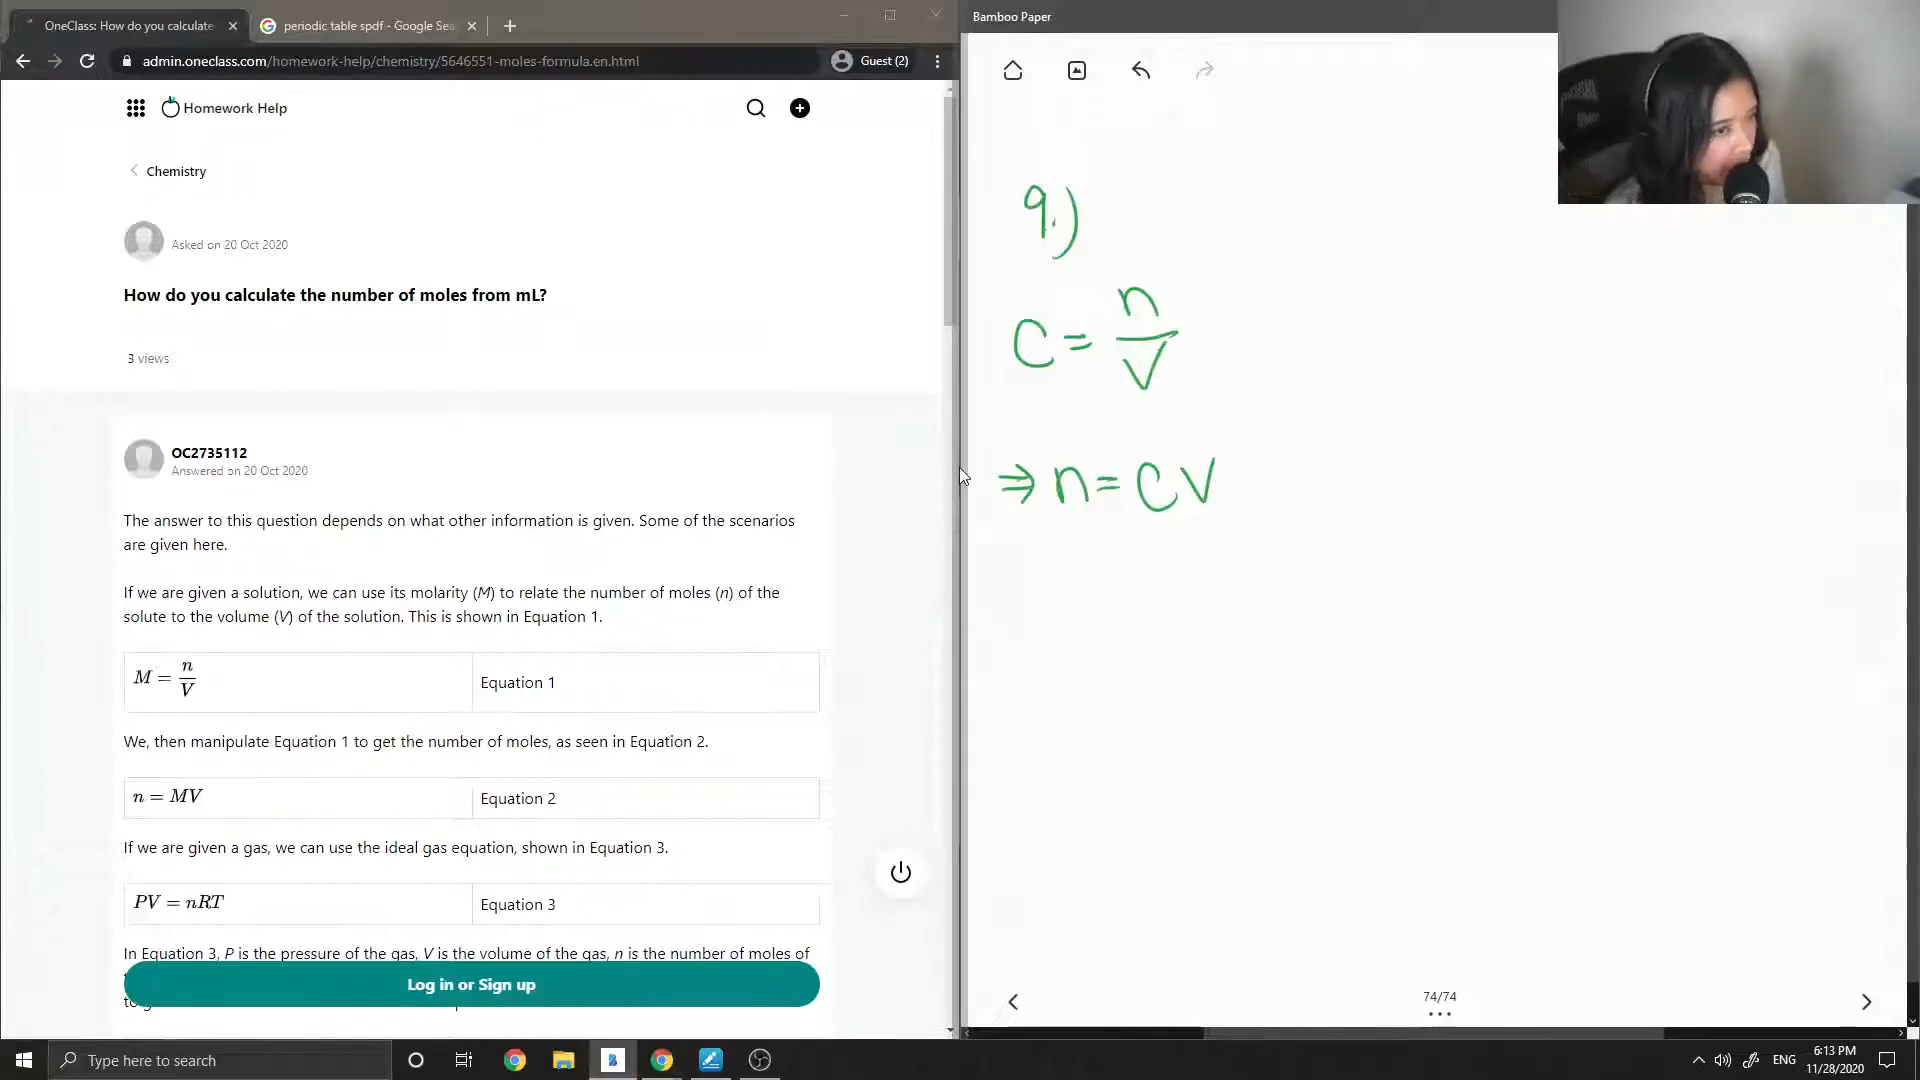 OneClass: How do you calculate
periodic table spdf - Google Sea
Bamboo Paper
admin.oneclass.com/homework-help/chemistry/5646551-moles-formula.en.html
Guest (2)
Homework Help
Chemistry
Asked on 20 Oct 2020
How do you calculate the number of moles from mL?
3 views
OC2735112
Answered on 20 Oct 2020
The answer to this question depends on what other information is given. Some of the scenarios
are given here.
If we are given a solution, we can use its molarity (M) to relate the number of moles (n) of the
solute to the volume (V) of the solution. This is shown in Equation 1.
M = n/V Equation 1
We, then manipulate Equation 1 to get the number of moles, as seen in Equation 2.
n = MV Equation 2
If we are given a gas, we can use the ideal gas equation, shown in Equation 3.
PV = nRT Equation 3
In Equation 3, P is the pressure of the gas, V is the volume of the gas, n is the number of moles of
Log in or Sign up
9.)
C = n/V
⇒ n = CV
74/74
Type here to search
ENG
6:13 PM
11/28/2020